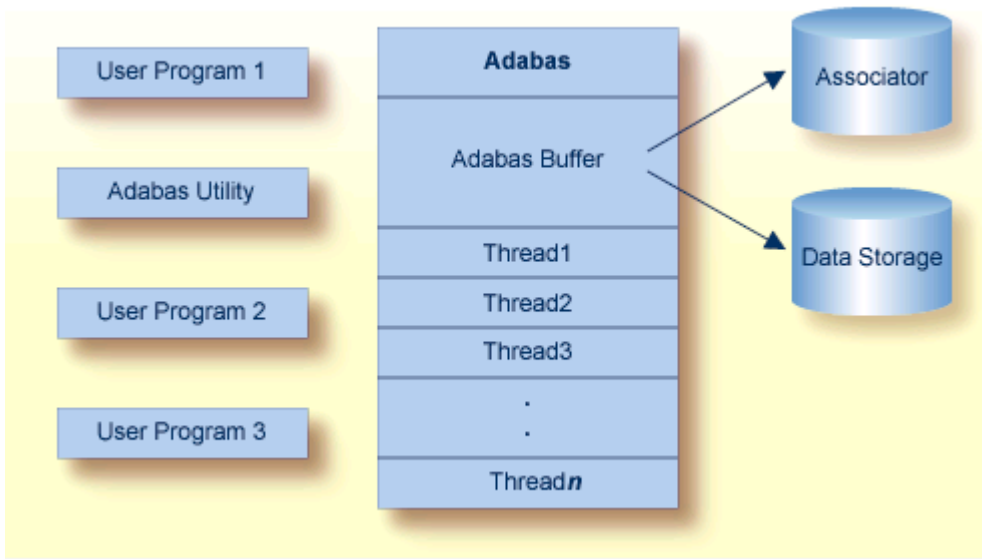 User Program 1
Adabas Utility
User Program 2
User Program 3
Adabas
Adabas Buffer
Thread1
Thread2
Thread3
.
.
Threadn
Associator
Data Storage